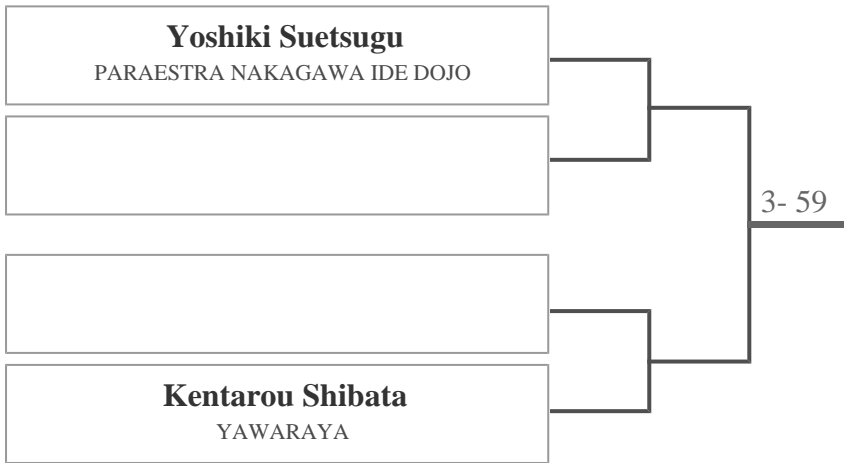 Yoshiki Suetsugu
PARAESTRA NAKAGAWA IDE DOJO
3- 59
Kentarou Shibata
YAWARAYA